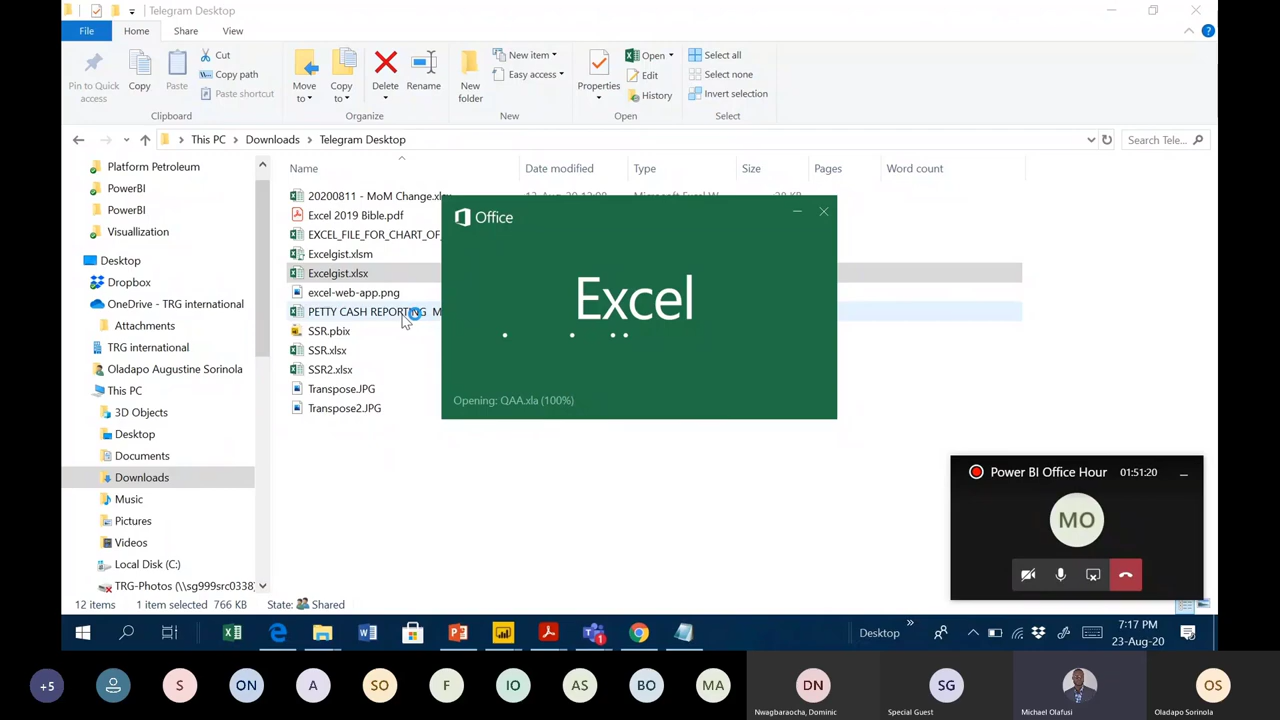 Telegram Desktop
File Home Share View
Pin to Quick access
Copy
Paste
Cut
Copy path
Paste shortcut
Clipboard
Move to
Copy to
Delete
Rename
Organize
New folder
New item
Easy access
New
Properties
Open
Edit
History
Open
Select all
Select none
Invert selection
Select
This PC > Downloads > Telegram Desktop
Search Tele...
Name Date modified Type Size Pages Word count
Platform Petroleum
PowerBI
PowerBI
Visuallization
Desktop
Dropbox
OneDrive - TRG international
Attachments
TRG international
Oladapo Augustine Sorinola
This PC
3D Objects
Desktop
Documents
Downloads
Music
Pictures
Videos
Local Disk (C:)
TRG-Photos (\\sg999src0338)
20200811 - MoM Change.xlsx
Excel 2019 Bible.pdf
EXCEL_FILE_FOR_CHART_OF_
Excelgist.xlsm
Excelgist.xlsx
excel-web-app.png
PETTY CASH REPORTING M
SSR.pbix
SSR.xlsx
SSR2.xlsx
Transpose.JPG
Transpose2.JPG
Office
Excel
Opening: QAA.xla (100%)
Power BI Office Hour 01:51:20
MO
12 items 1 item selected 766 KB State: Shared
Desktop
7:17 PM
23-Aug-20
+5 S ON A SO F IO AS BO MA DN SG OS
Nwagbaraocha, Dominic
Special Guest
Michael Olafusi
Oladapo Sorinola